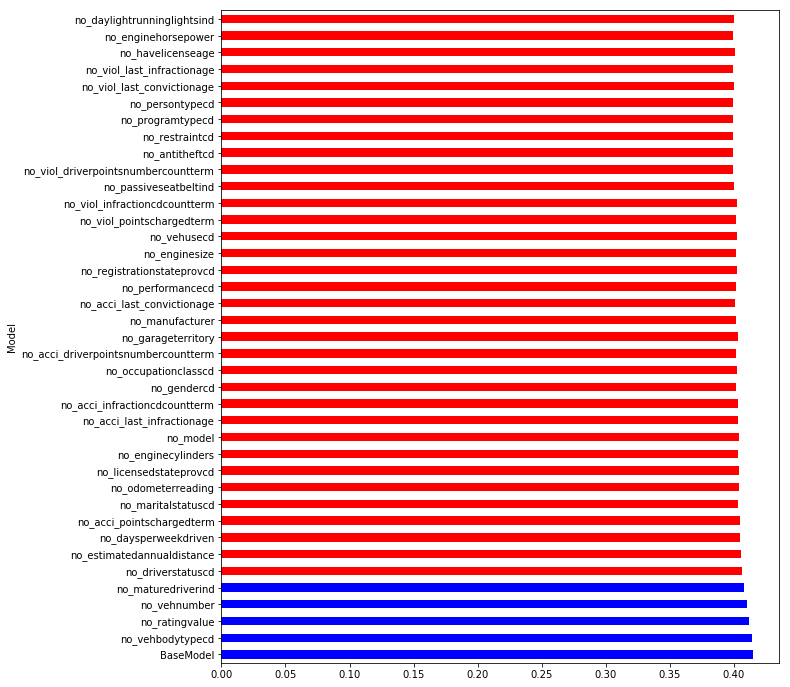 no_daylightrunninglightsind
no_enginehorsepower
no_havelicenseage
no_viol_last_infractionage
no_viol_last_convictionage
no_persontypecd
no_programtypecd
no_restraintcd
no_antitheftcd
no_viol_driverpointsnumbercountterm
no_passiveseatbeltind
no_viol_infractioncdcountterm
no_viol_pointschargedterm
no_vehusecd
no_enginesize
no_registrationstateprovcd
no_performancecd
no_acci_last_convictionage
no_manufacturer
no_garageterritory
no_acci_driverpointsnumbercountterm
no_occupationclasscd
no_gendercd
no_acci_infractioncdcountterm
no_acci_last_infractionage
no_model
no_enginecylinders
no_licensedstateprovcd
no_odometerreading
no_maritalstatuscd
no_acci_pointschargedterm
no_daysperweekdriven
no_estimatedannualdistance
no_driverstatuscd
no_maturedriverind
no_vehnumber
no_ratingvalue
no_vehbodytypecd
BaseModel
Model
0.00 0.05 0.10 0.15 0.20 0.25 0.30 0.35 0.40